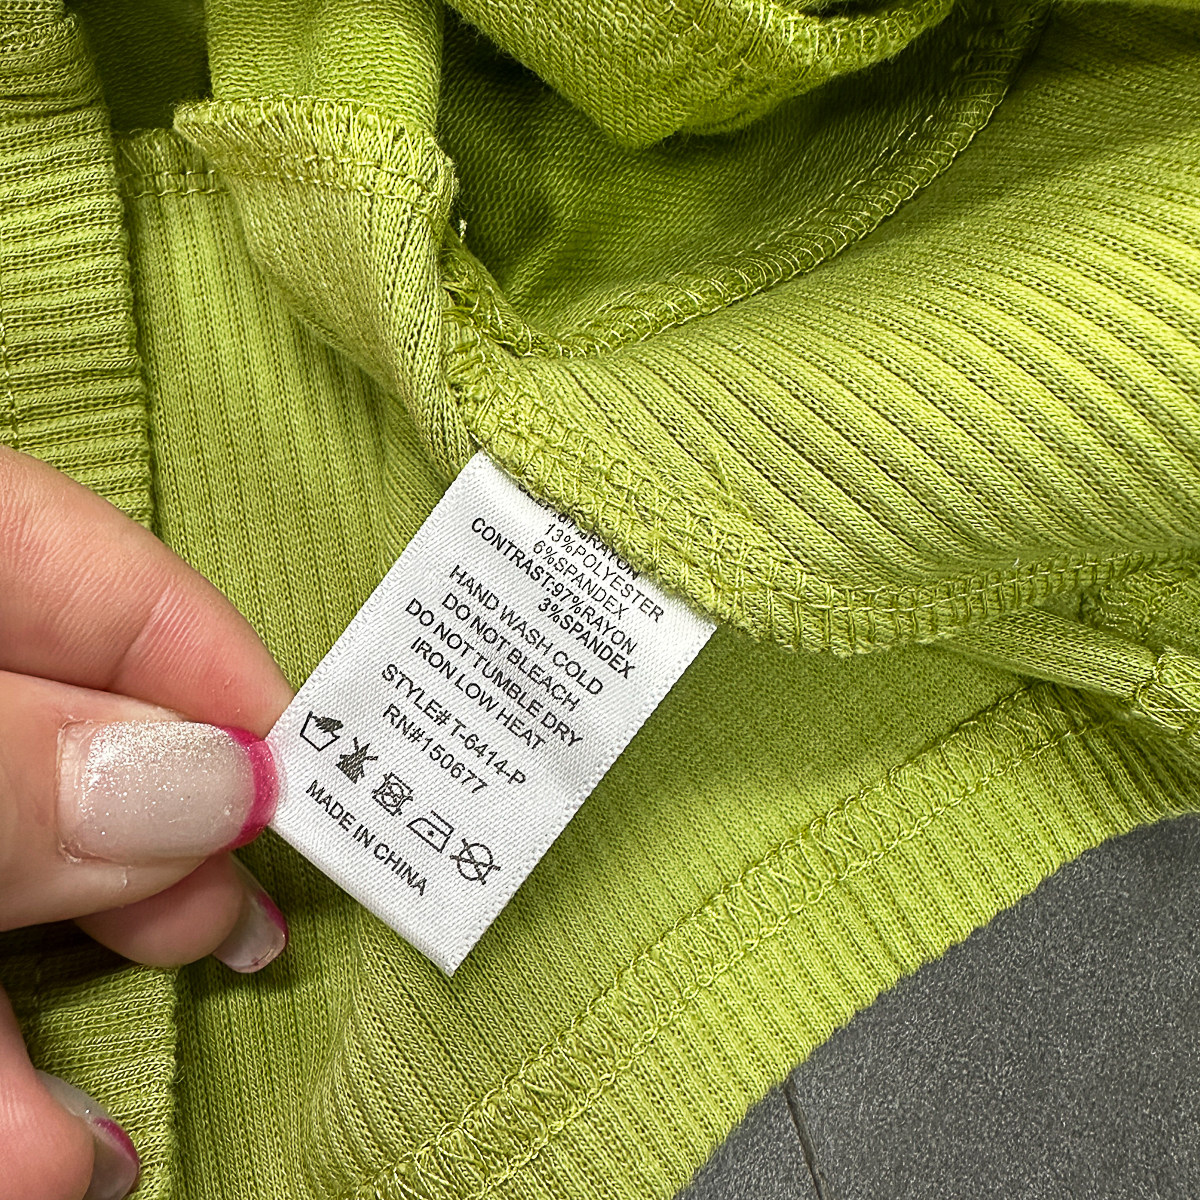 %RAYON
13%POLYESTER
6%SPANDEX
CONTRAST:97%RAYON
3%SPANDEX
HAND WASH COLD
DO NOT BLEACH
DO NOT TUMBLE DRY
IRON LOW HEAT
STYLE# T-6414-P
RN#150677
MADE IN CHINA